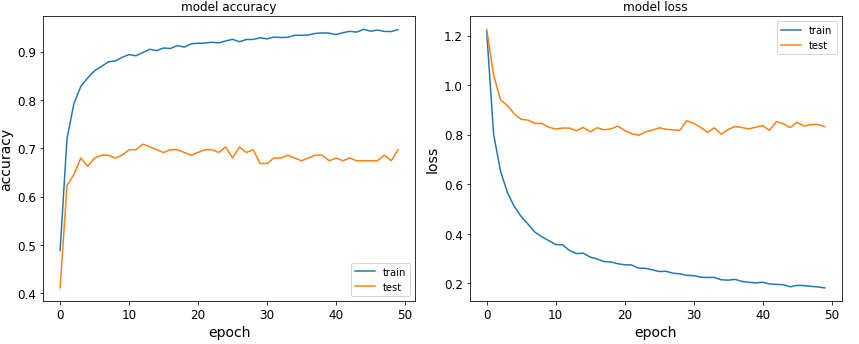 model accuracy
0.9
0.8
0.7
0.6
0.5
0.4
accuracy
0 10 20 30 40 50
epoch
train
test
model loss
1.2
1.0
0.8
0.6
0.4
0.2
loss
0 10 20 30 40 50
epoch
train
test